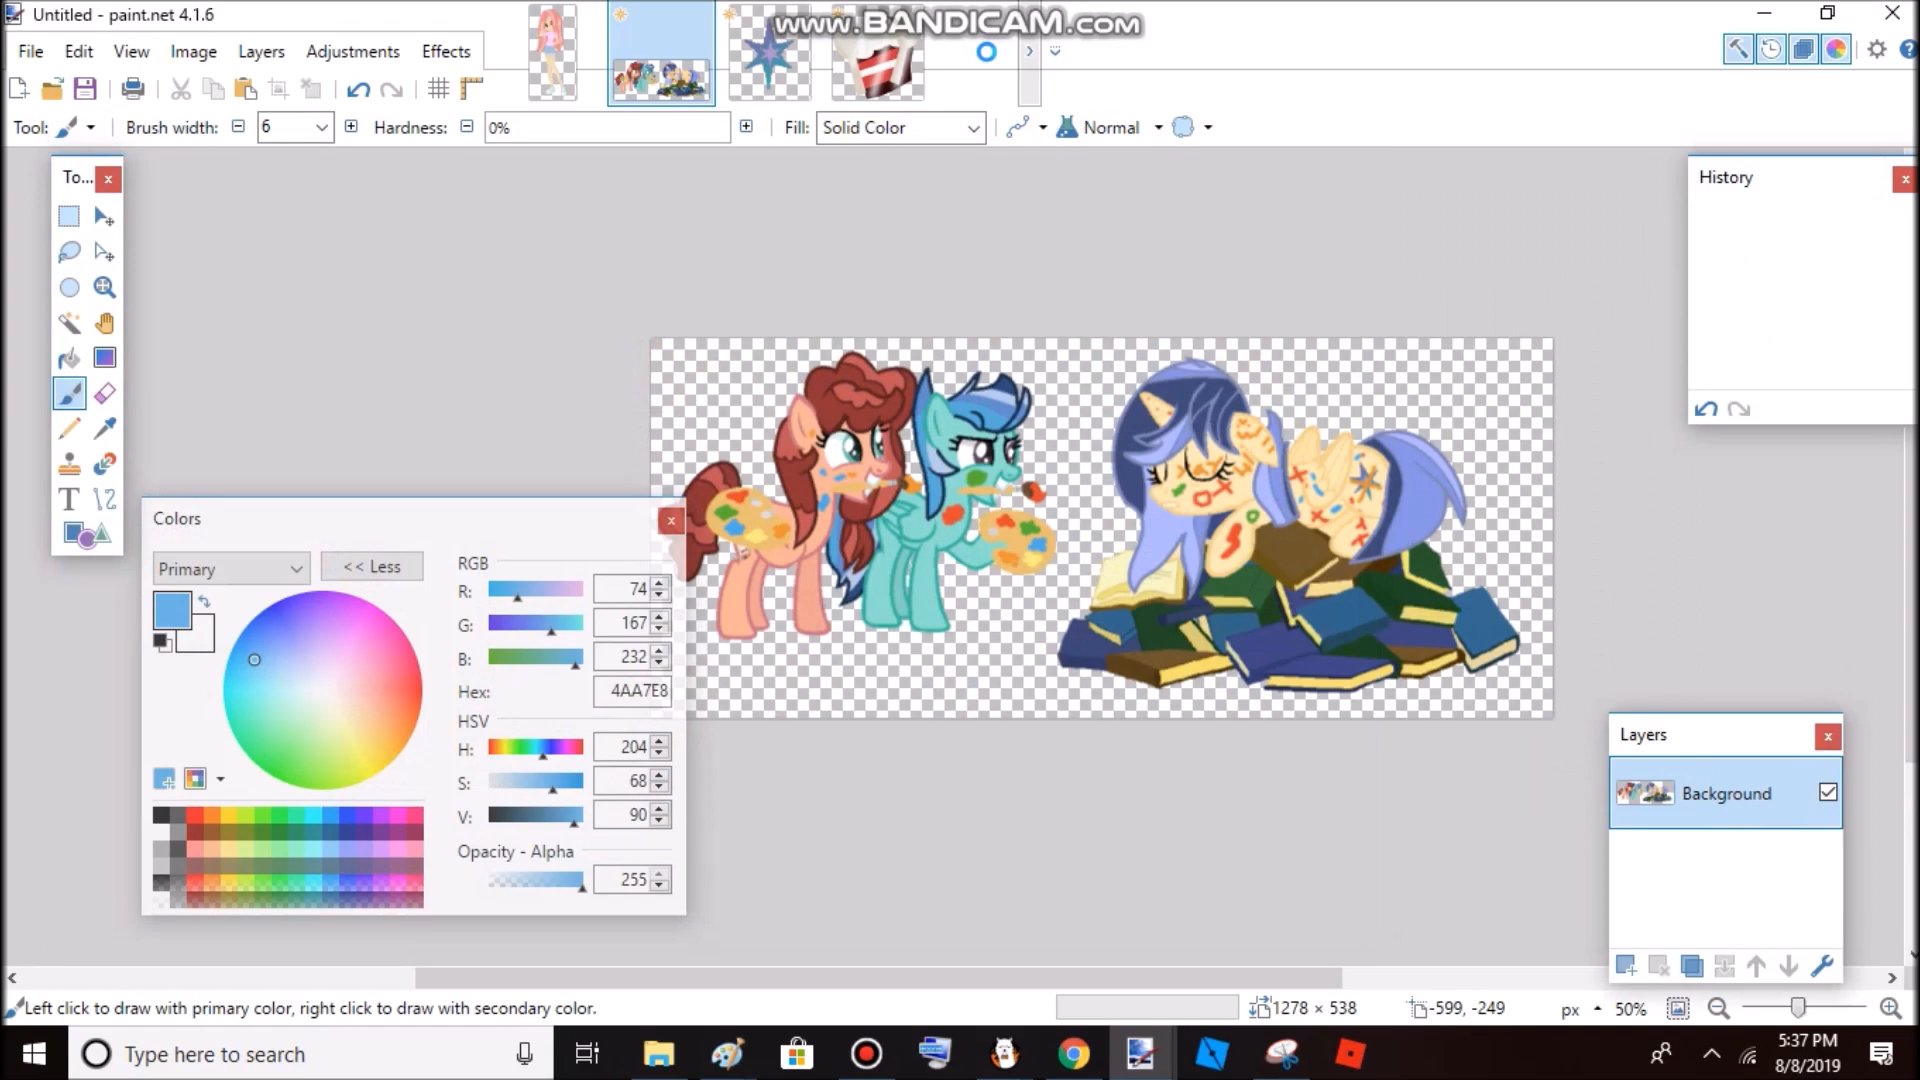 Untitled - paint.net 4.1.6
www.BANDICAM.com
File Edit View Image Layers Adjustments Effects
Tool: Brush width: 6 Hardness: 0% Fill: Solid Color Normal
To...
History
Colors
Primary
<< Less
RGB
R: 74
G: 167
B: 232
Hex: 4AA7E8
HSV
H: 204
S: 68
V: 90
Opacity - Alpha
255
Layers
Background
Left click to draw with primary color, right click to draw with secondary color.
1278 × 538
-599, -249
px
50%
Type here to search
5:37 PM
8/8/2019